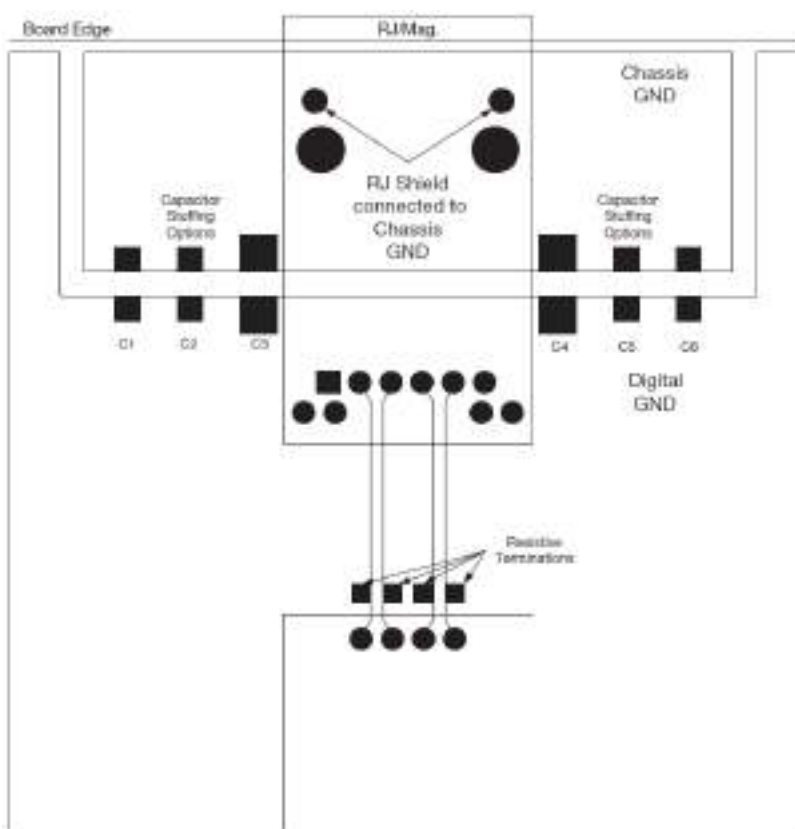 Board Edge
RJ/Mag.
Chassis
GND
RJ Shield
connected to
Chassis
GND
Capacitor
Stuffing
Options
Capacitor
Stuffing
Options
C1
C2
C3
C4
C5
C6
Digital
GND
Resistive
Terminations